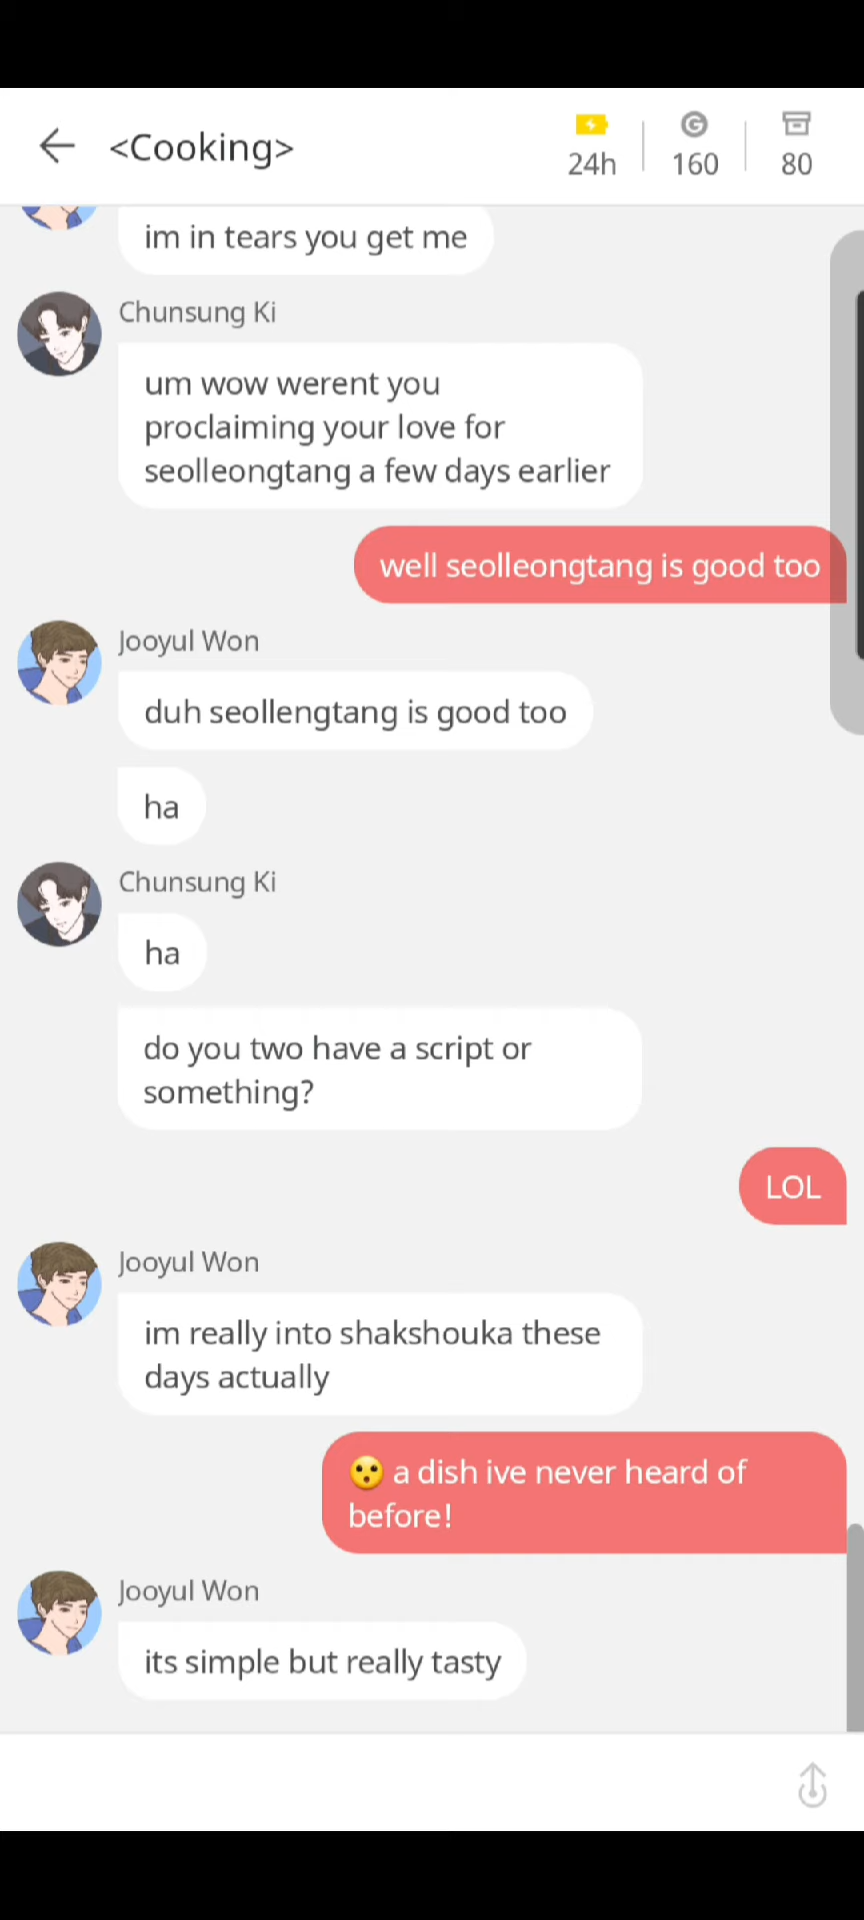 <Cooking>
24h
160
80
im in tears you get me
Chunsung Ki
um wow werent you
proclaiming your love for
seolleongtang a few days earlier
well seolleongtang is good too
Jooyul Won
duh seollengtang is good too
ha
Chunsung Ki
ha
do you two have a script or
something?
LOL
Jooyul Won
im really into shakshouka these
days actually
😮 a dish ive never heard of
before!
Jooyul Won
its simple but really tasty